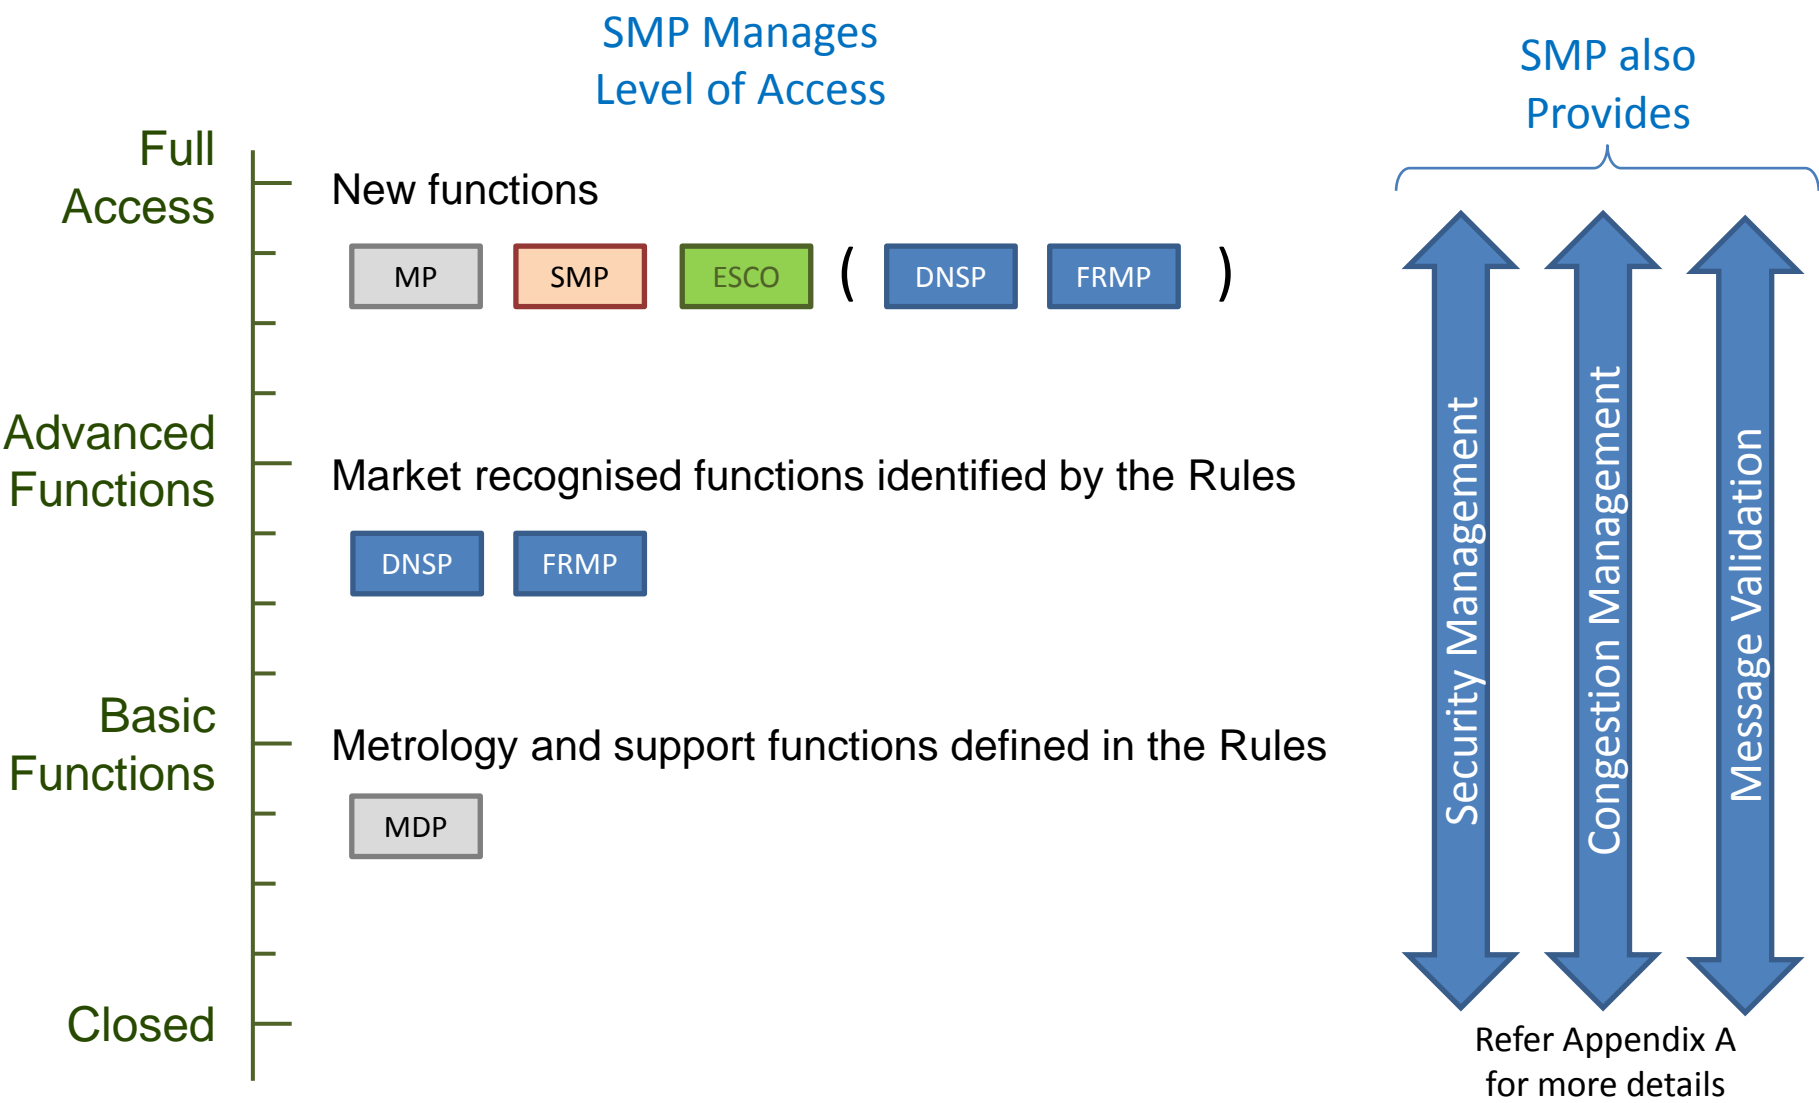 SMP Manages
Level of Access
SMP also
Provides
Full
Access
New functions
MP
SMP
ESCO
(
DNSP
FRMP
)
Advanced
Functions
Market recognised functions identified by the Rules
DNSP
FRMP
Basic
Functions
Metrology and support functions defined in the Rules
MDP
Closed
Security Management
Congestion Management
Message Validation
Refer Appendix A
for more details